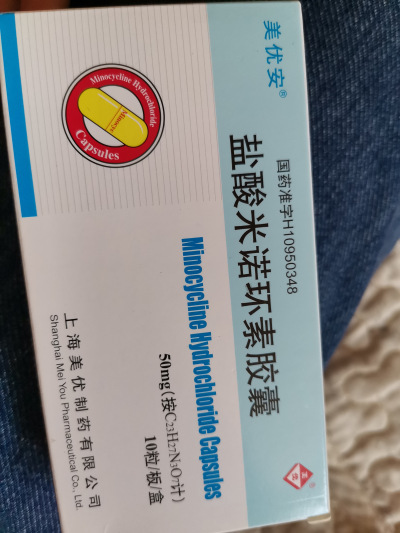 美优安®
国药准字H10950348
盐酸米诺环素胶囊
Minocycline Hydrochloride Capsules
50mg(按C₂₃H₂₇N₃O₇计)
10粒/板/盒
Minocycline Hydrochloride
Capsules
Minocyc
上海美优制药有限公司
Shanghai Mei You Pharmaceutical Co., Ltd.